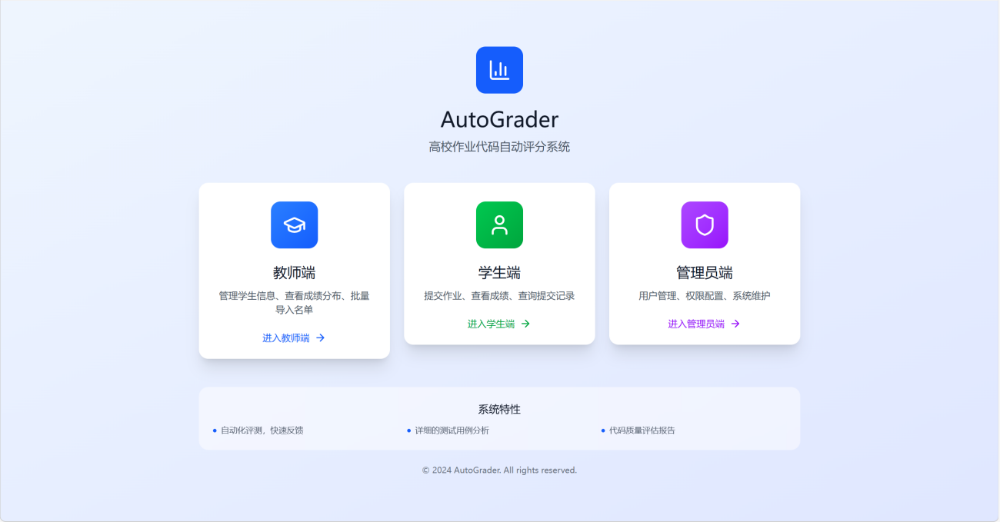 AutoGrader
高校作业代码自动评分系统
教师端
管理学生信息、查看成绩分布、批量
导入名单
进入教师端 →
学生端
提交作业、查看成绩、查询提交记录
进入学生端 →
管理员端
用户管理、权限配置、系统维护
进入管理员端 →
系统特性
• 自动化评测，快速反馈
• 详细的测试用例分析
• 代码质量评估报告
© 2024 AutoGrader. All rights reserved.